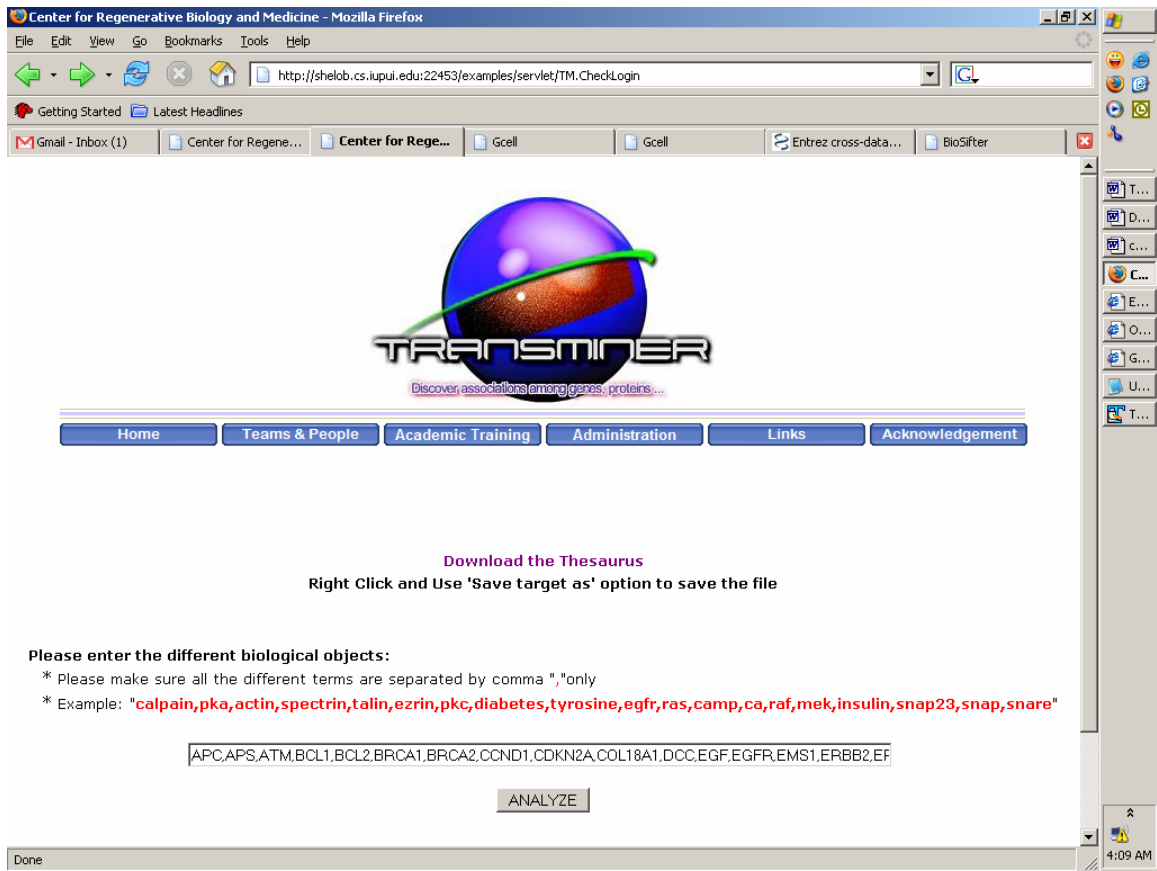 Center for Regenerative Biology and Medicine - Mozilla Firefox
File Edit View Go Bookmarks Tools Help
http://shelob.cs.iupui.edu:22453/examples/servlet/TM.CheckLogin
G
Getting Started Latest Headlines
Gmail - Inbox (1) Center for Regene... Center for Rege... Gcell Gcell Entrez cross-data... BioSifter
TRANSMINER
Discover associations among genes, proteins ...
Home Teams & People Academic Training Administration Links Acknowledgement
Download the Thesaurus
Right Click and Use 'Save target as' option to save the file
Please enter the different biological objects:
* Please make sure all the different terms are separated by comma ","only
* Example: "calpain,pka,actin,spectrin,talin,ezrin,pkc,diabetes,tyrosine,egfr,ras,camp,ca,raf,mek,insulin,snap23,snap,snare"
APC,APS,ATM,BCL1,BCL2,BRCA1,BRCA2,CCND1,CDKN2A,COL18A1,DCC,EGF,EGFR,EMS1,ERBB2,EF
ANALYZE
Done
T...
D...
c...
C...
E...
O...
G...
U...
T...
4:09 AM